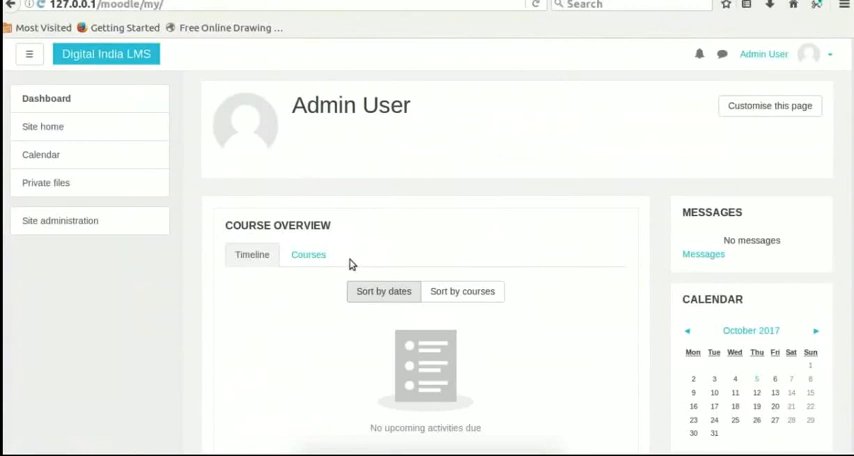 127.0.0.1/moodle/my/
Search
Most Visited Getting Started Free Online Drawing ...
Digital India LMS
Admin User
Dashboard
Site home
Calendar
Private files
Site administration
Admin User
Customise this page
COURSE OVERVIEW
Timeline Courses
Sort by dates Sort by courses
No upcoming activities due
MESSAGES
No messages
Messages
CALENDAR
◄ October 2017 ►
Mon Tue Wed Thu Fri Sat Sun
1
2 3 4 5 6 7 8
9 10 11 12 13 14 15
16 17 18 19 20 21 22
23 24 25 26 27 28 29
30 31